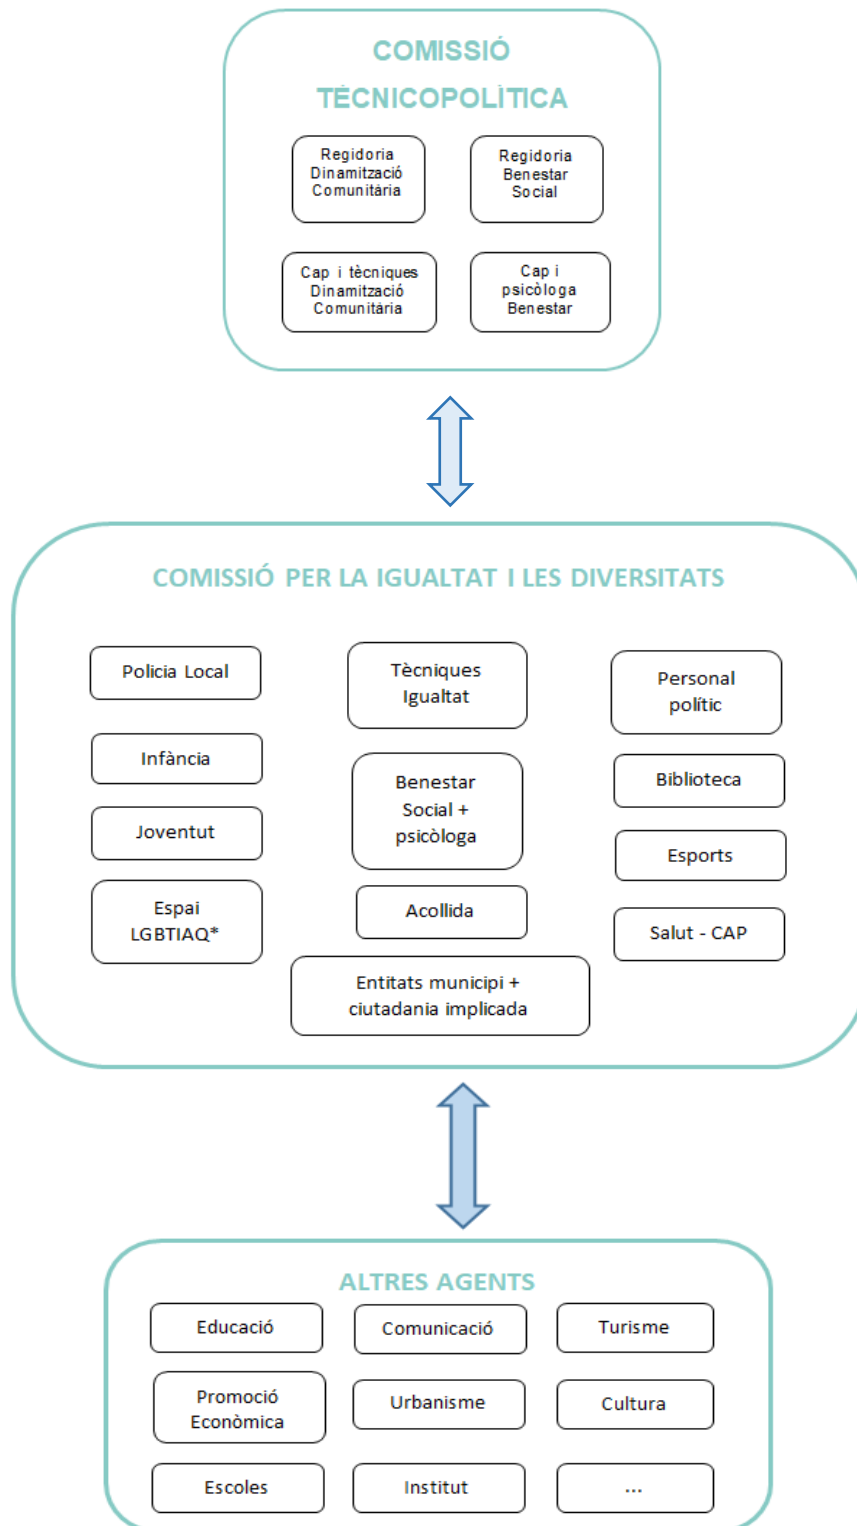 COMISSIÓ
TÈCNICOPOLÍTICA
Regidoria
Dinamització
Comunitària
Regidoria
Benestar
Social
Cap i tècniques
Dinamització
Comunitària
Cap i
psicòloga
Benestar
COMISSIÓ PER LA IGUALTAT I LES DIVERSITATS
Policia Local
Infància
Joventut
Espai
LGBTIAQ*
Tècniques
Igualtat
Benestar
Social +
psicòloga
Acollida
Entitats municipi +
ciutadania implicada
Personal
polític
Biblioteca
Esports
Salut - CAP
ALTRES AGENTS
Educació
Comunicació
Turisme
Promoció
Econòmica
Urbanisme
Cultura
Escoles
Institut
...